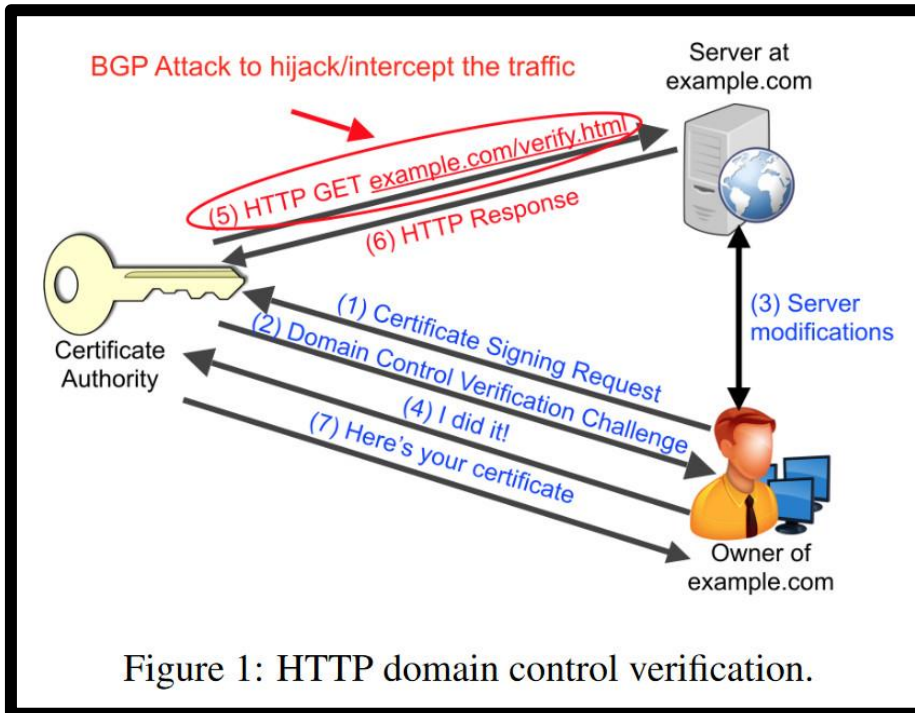 BGP Attack to hijack/intercept the traffic
Server at
example.com
(5) HTTP GET example.com/verify.html
(6) HTTP Response
(1) Certificate Signing Request
(2) Domain Control Verification Challenge
(3) Server
modifications
Certificate
Authority
(4) I did it!
(7) Here's your certificate
Owner of
example.com
Figure 1: HTTP domain control verification.